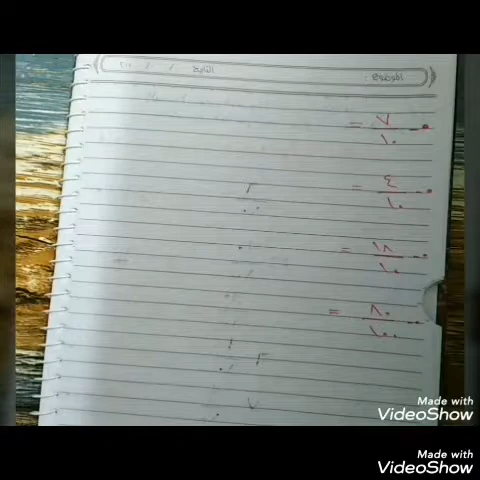 الموضوع : التاريخ / / ٢٠
٧/١٠ =
٤/١٠ =
١٨/١٠ =
٨٠/١٠٠ =
Made with
VideoShow
Made with
VideoShow